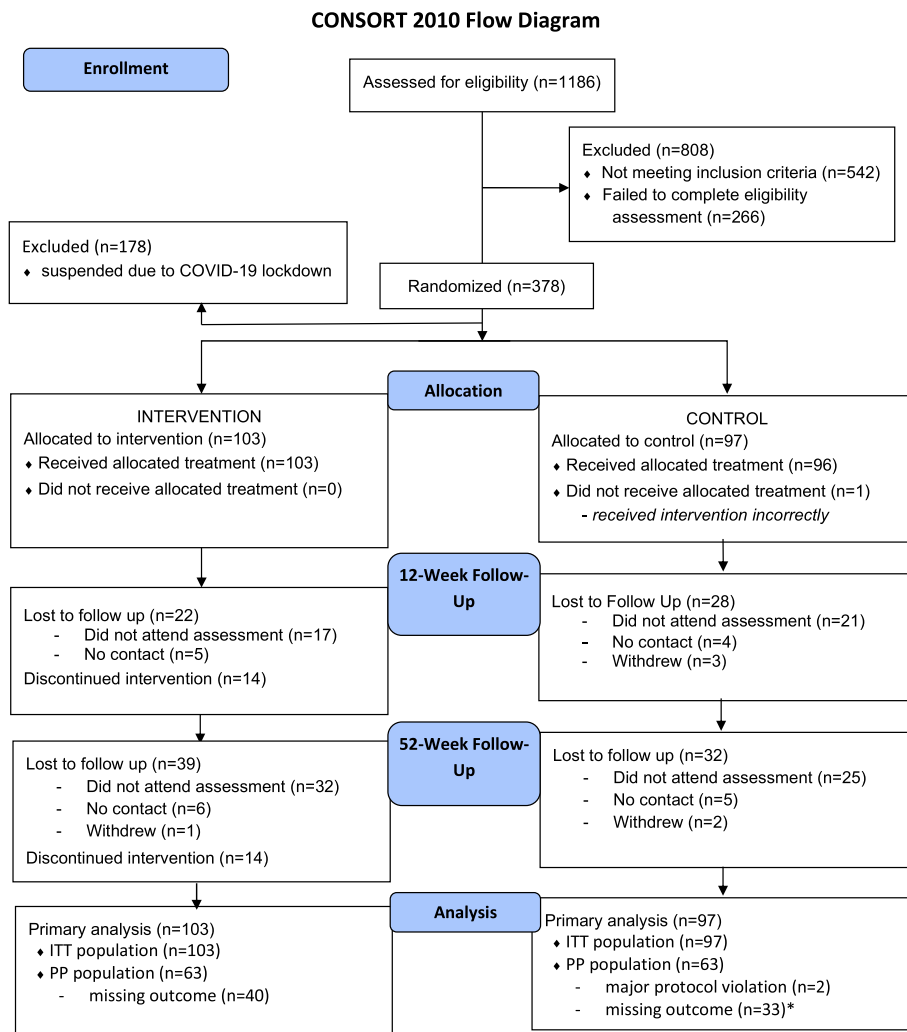 CONSORT 2010 Flow Diagram
Enrollment
Assessed for eligibility (n=1186)
Excluded (n=808)
♦ Not meeting inclusion criteria (n=542)
♦ Failed to complete eligibility
assessment (n=266)
Excluded (n=178)
♦ suspended due to COVID-19 lockdown
Randomized (n=378)
Allocation
INTERVENTION
Allocated to intervention (n=103)
♦ Received allocated treatment (n=103)
♦ Did not receive allocated treatment (n=0)
CONTROL
Allocated to control (n=97)
♦ Received allocated treatment (n=96)
♦ Did not receive allocated treatment (n=1)
- received intervention incorrectly
12-Week Follow-
Up
Lost to follow up (n=22)
- Did not attend assessment (n=17)
- No contact (n=5)
Discontinued intervention (n=14)
Lost to Follow Up (n=28)
- Did not attend assessment (n=21)
- No contact (n=4)
- Withdrew (n=3)
52-Week Follow-
Up
Lost to follow up (n=39)
- Did not attend assessment (n=32)
- No contact (n=6)
- Withdrew (n=1)
Discontinued intervention (n=14)
Lost to follow up (n=32)
- Did not attend assessment (n=25)
- No contact (n=5)
- Withdrew (n=2)
Analysis
Primary analysis (n=103)
♦ ITT population (n=103)
♦ PP population (n=63)
- missing outcome (n=40)
Primary analysis (n=97)
♦ ITT population (n=97)
♦ PP population (n=63)
- major protocol violation (n=2)
- missing outcome (n=33)*